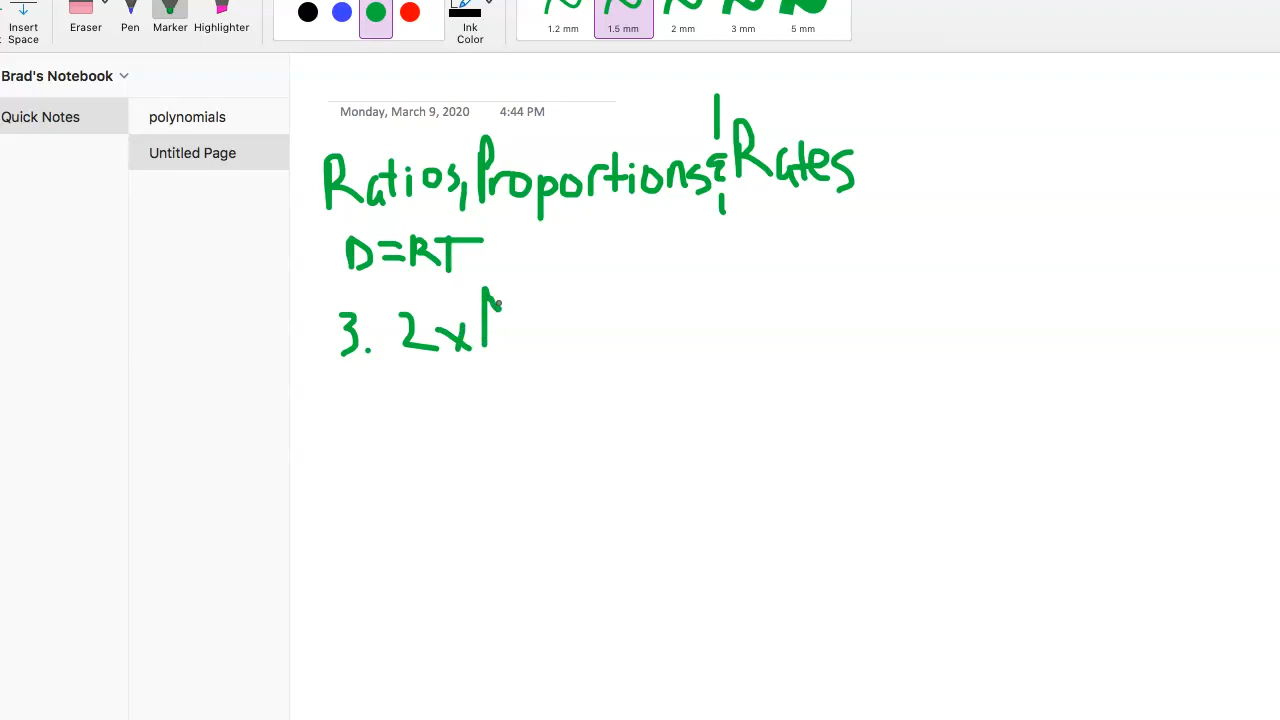 Insert Space
Eraser
Pen
Marker
Highlighter
Ink Color
1.2 mm
1.5 mm
2 mm
3 mm
5 mm
Brad's Notebook
Quick Notes
polynomials
Untitled Page
Monday, March 9, 2020 4:44 PM
Ratios, Proportions & Rates
D=RT
3. 2x